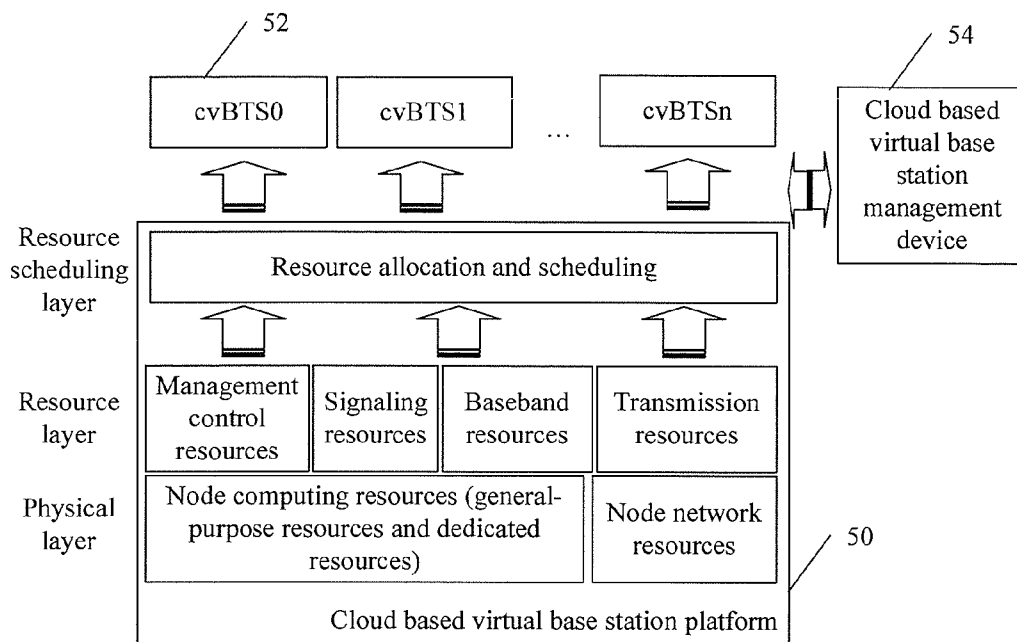 52
54
cvBTS0
cvBTS1
...
cvBTSn
Cloud based
virtual base
station
management
device
Resource
scheduling
layer
Resource allocation and scheduling
Resource
layer
Management
control
resources
Signaling
resources
Baseband
resources
Transmission
resources
Physical
layer
Node computing resources (general-
purpose resources and dedicated
resources)
Node network
resources
50
Cloud based virtual base station platform